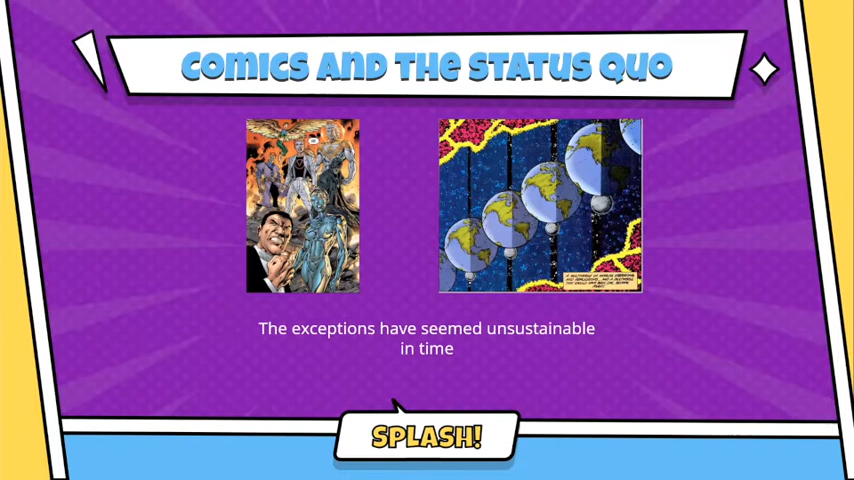 COMICS AND THE STATUS QUO
The exceptions have seemed unsustainable
in time
SPLASH!